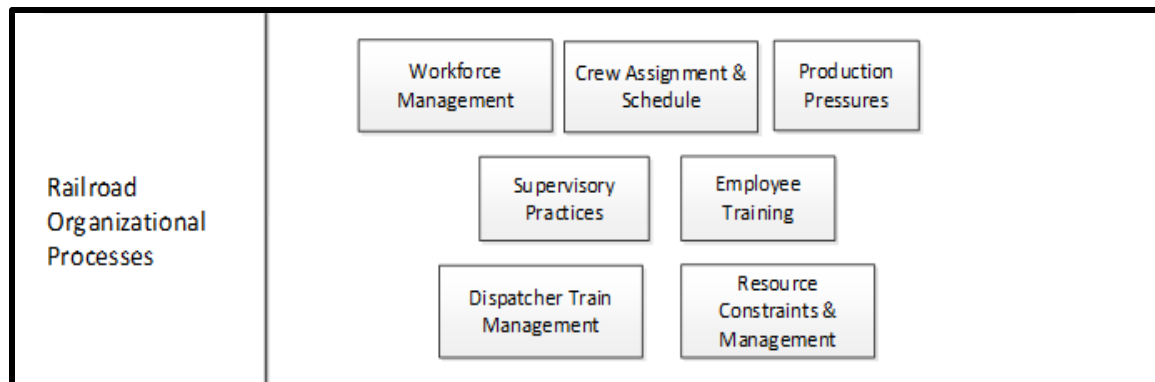 Railroad
Organizational
Processes
Workforce
Management
Crew Assignment &
Schedule
Production
Pressures
Supervisory
Practices
Employee
Training
Dispatcher Train
Management
Resource
Constraints &
Management